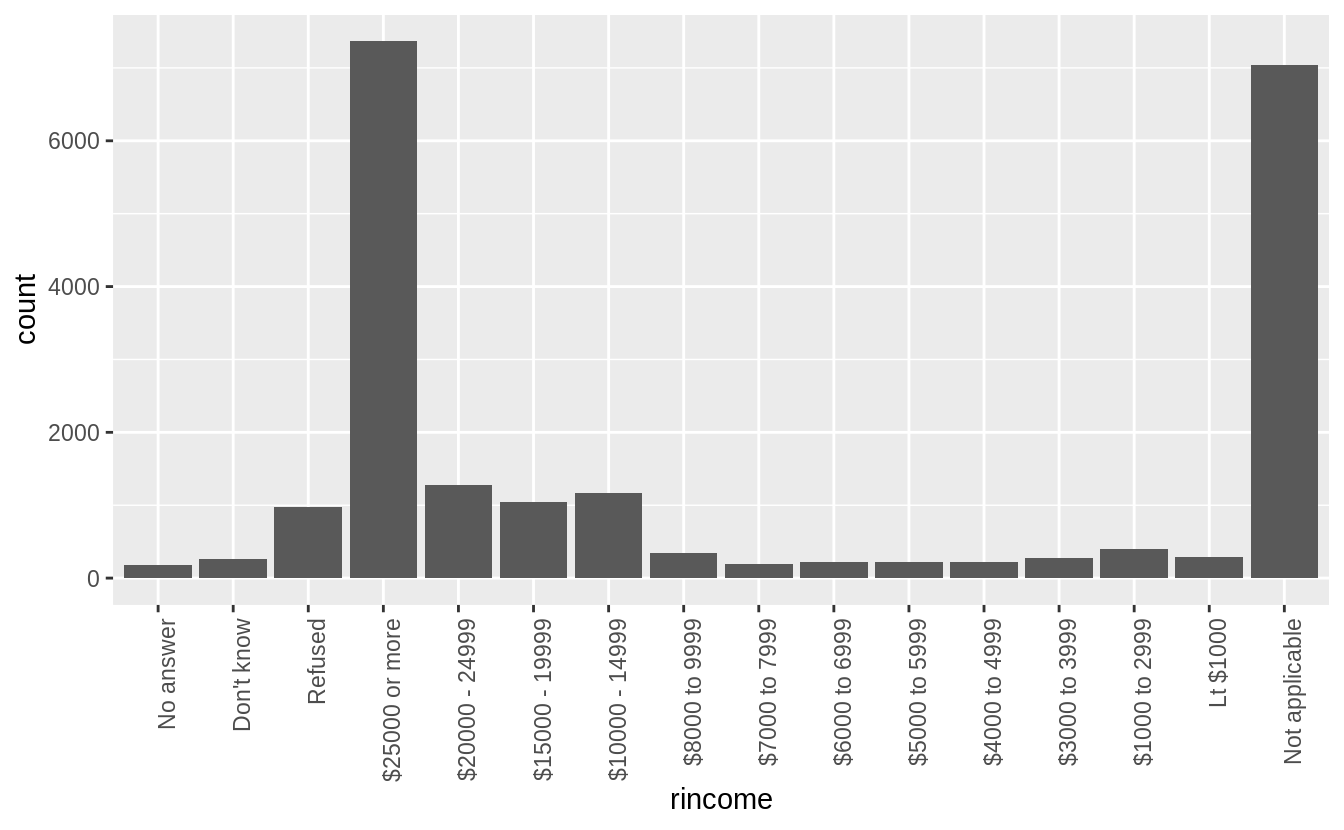 6000
4000
2000
0
count
No answer
Don't know
Refused
$25000 or more
$20000 - 24999
$15000 - 19999
$10000 - 14999
$8000 to 9999
$7000 to 7999
$6000 to 6999
$5000 to 5999
$4000 to 4999
$3000 to 3999
$1000 to 2999
Lt $1000
Not applicable
rincome